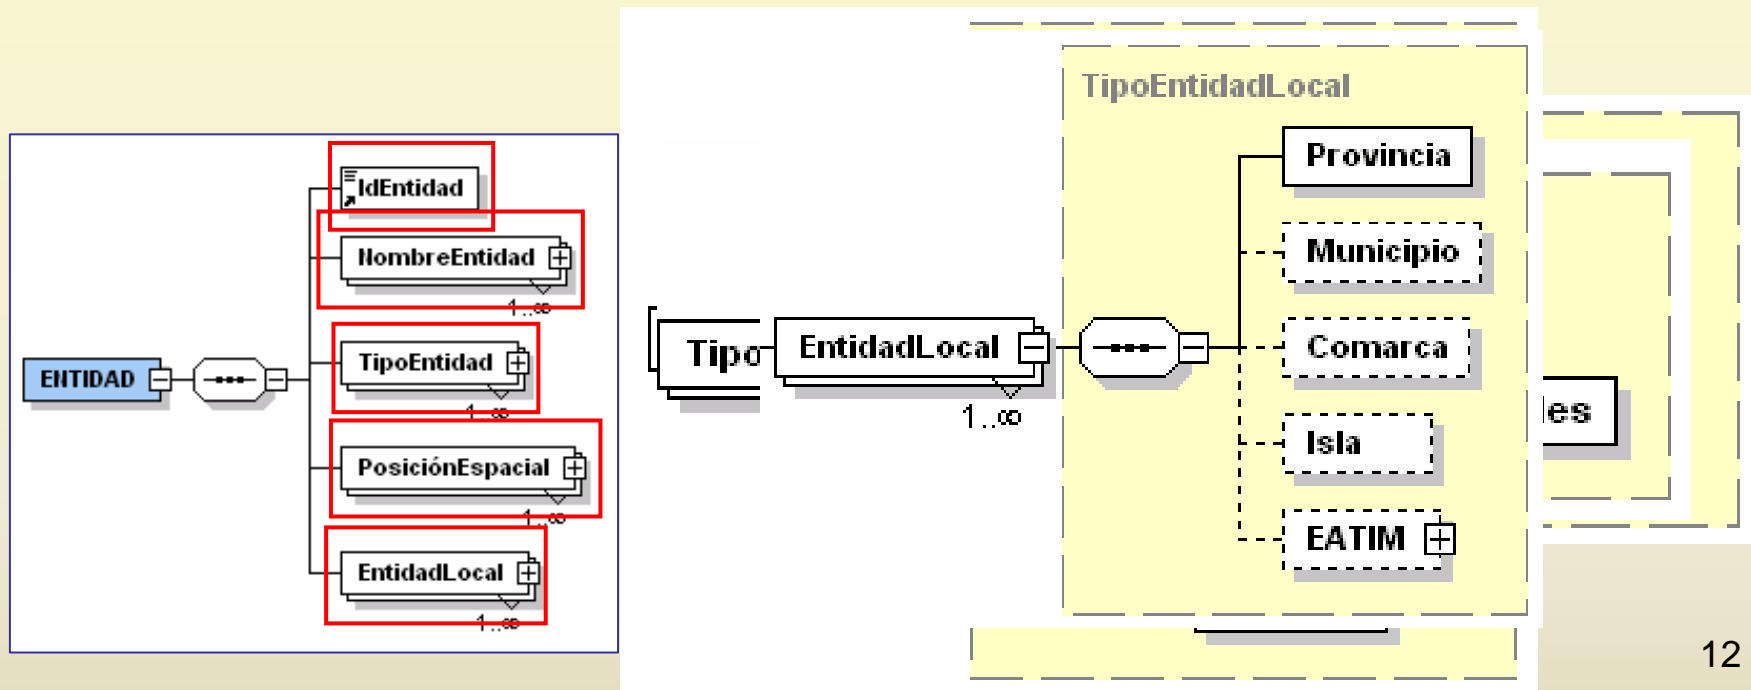 ENTIDAD
IdEntidad
NombreEntidad
1..∞
TipoEntidad
1..∞
PosiciónEspacial
1..∞
EntidadLocal
1..∞
Tipo
EntidadLocal
1..∞
TipoEntidadLocal
Provincia
Municipio
Comarca
Isla
EATIM
es
12